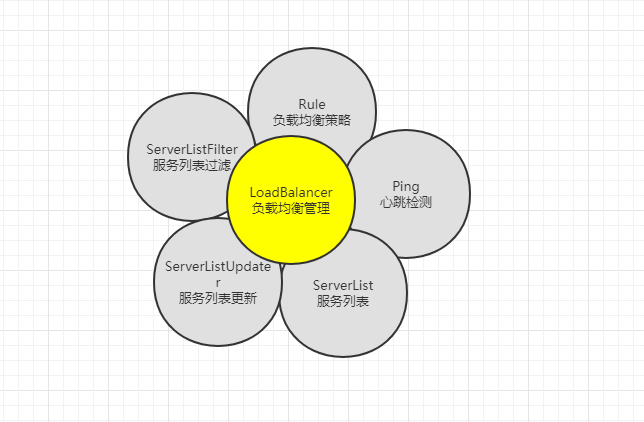 Rule
负载均衡策略
ServerListFilter
服务列表过滤
LoadBalancer
负载均衡管理
Ping
心跳检测
ServerListUpdate
r
服务列表更新
ServerList
服务列表